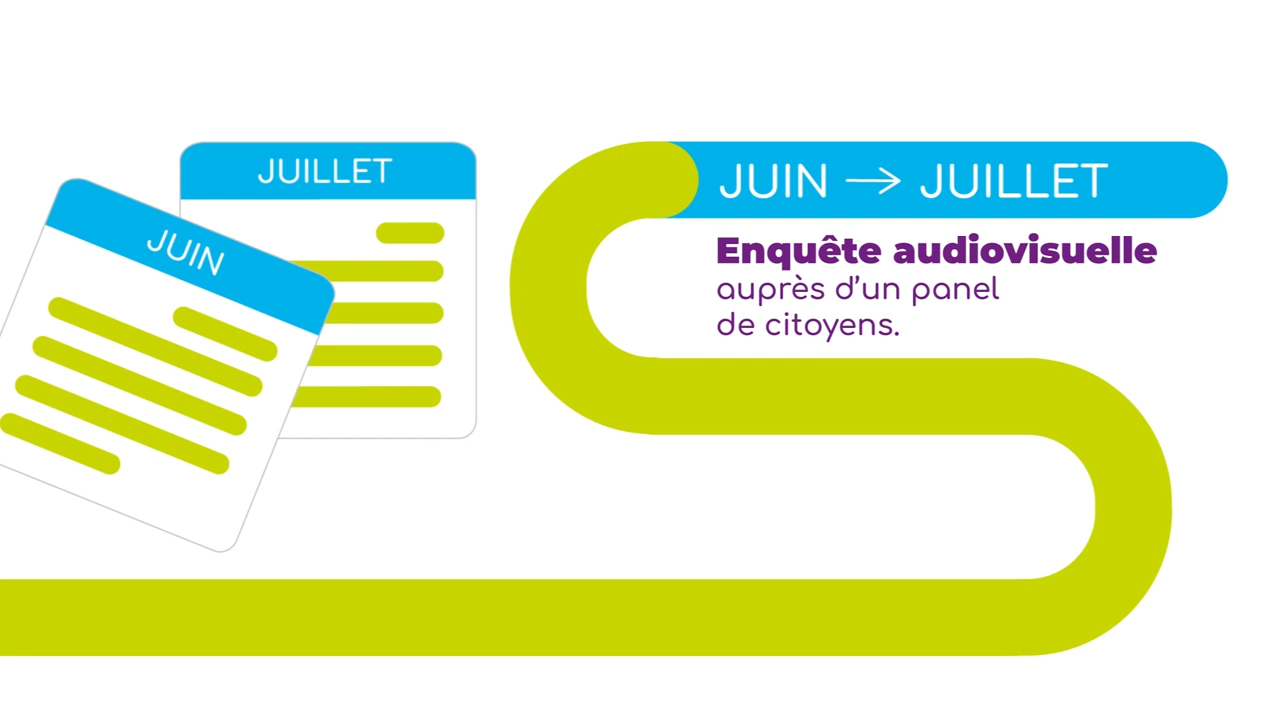 JUILLET
JUIN
JUIN → JUILLET
Enquête audiovisuelle
auprès d’un panel
de citoyens.